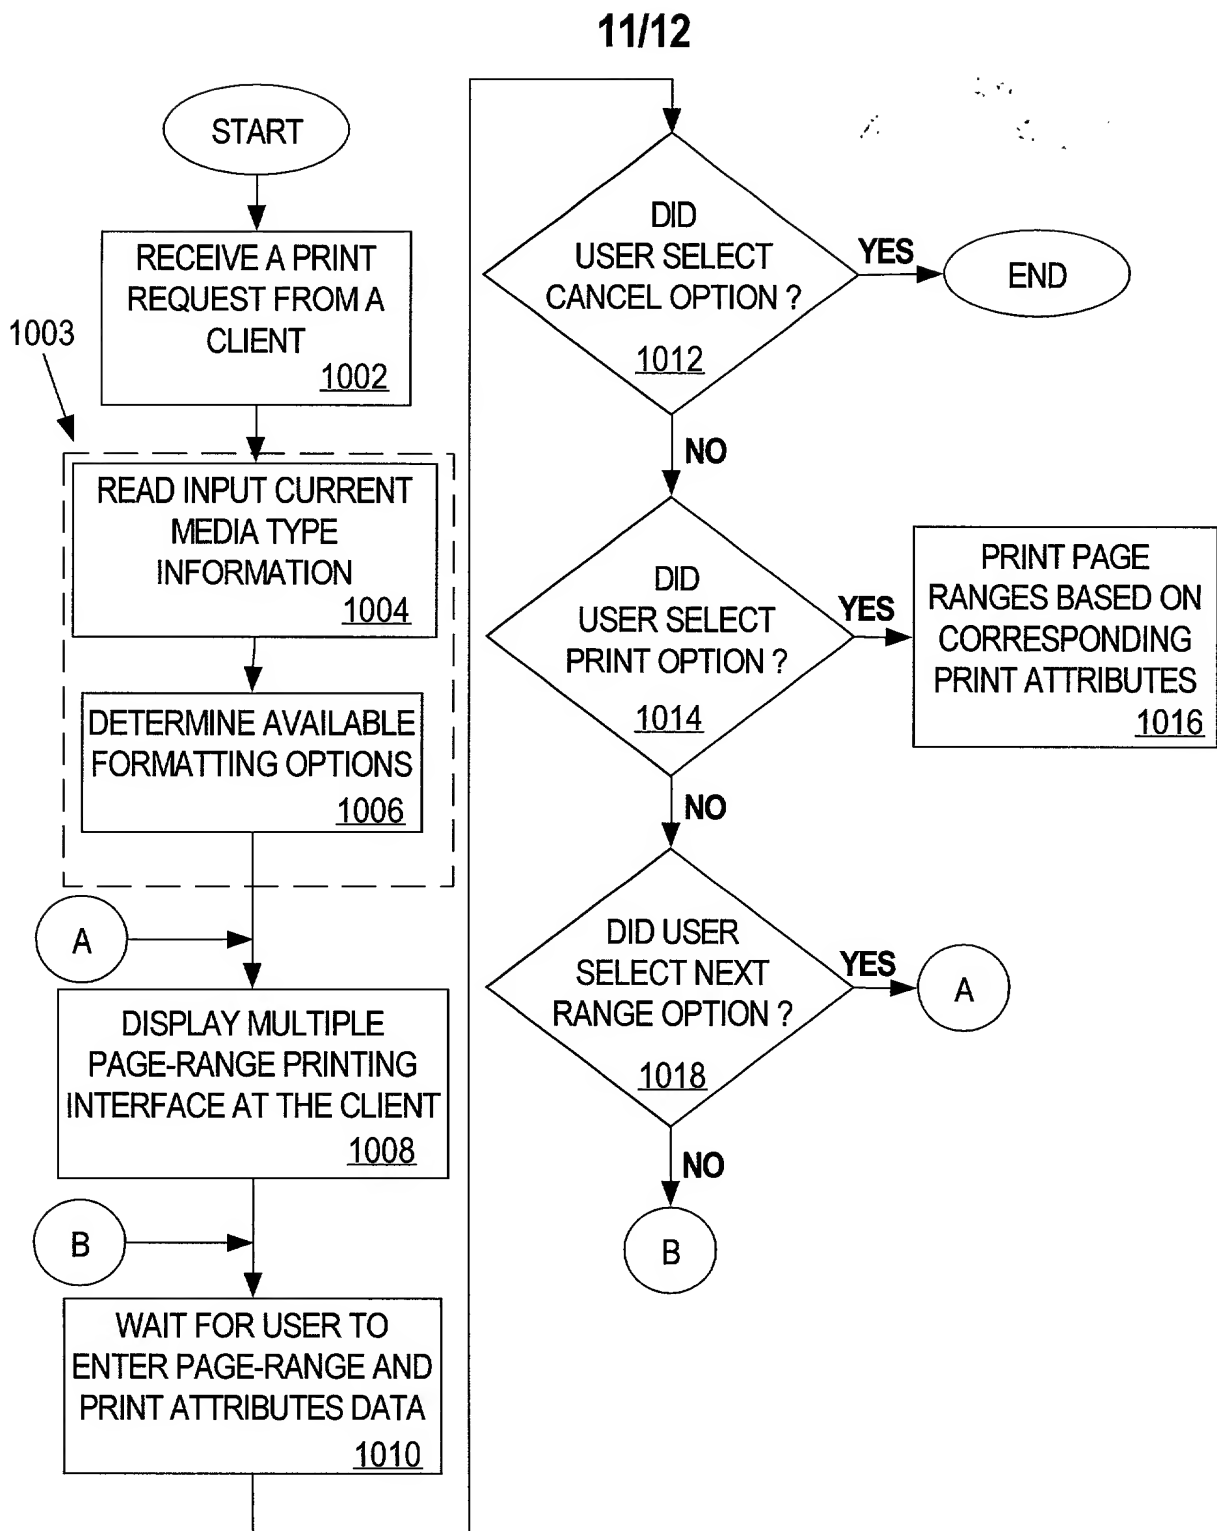 11/12
START
RECEIVE A PRINT
REQUEST FROM A
CLIENT
1002
1003
READ INPUT CURRENT
MEDIA TYPE
INFORMATION
1004
DETERMINE AVAILABLE
FORMATTING OPTIONS
1006
A
DISPLAY MULTIPLE
PAGE-RANGE PRINTING
INTERFACE AT THE CLIENT
1008
B
WAIT FOR USER TO
ENTER PAGE-RANGE AND
PRINT ATTRIBUTES DATA
1010
DID
USER SELECT
CANCEL OPTION ?
1012
YES
END
NO
DID
USER SELECT
PRINT OPTION ?
1014
YES
PRINT PAGE
RANGES BASED ON
CORRESPONDING
PRINT ATTRIBUTES
1016
NO
DID USER
SELECT NEXT
RANGE OPTION ?
1018
YES
A
NO
B